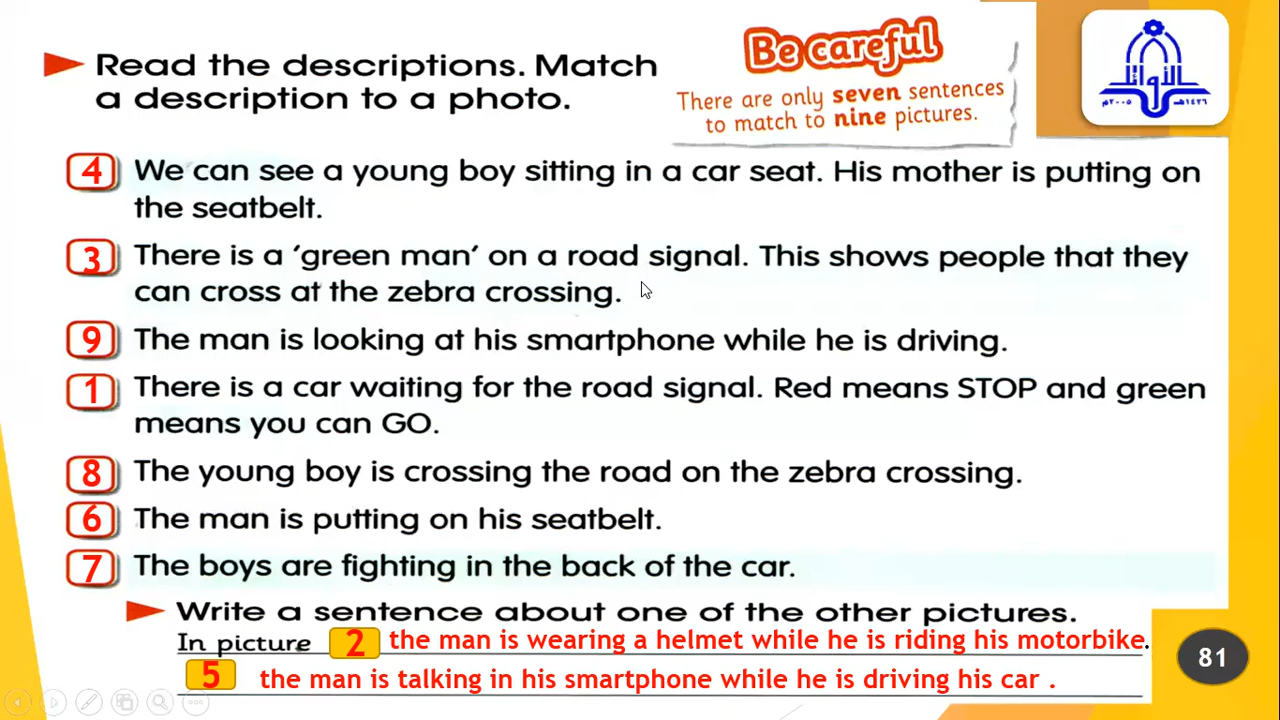 Read the descriptions. Match
a description to a photo.
Be careful
There are only seven sentences
to match to nine pictures.
الأوائل
١٤٢٦هـ ٢٠٠٥م
4 We can see a young boy sitting in a car seat. His mother is putting on
the seatbelt.
3 There is a ‘green man’ on a road signal. This shows people that they
can cross at the zebra crossing.
9 The man is looking at his smartphone while he is driving.
1 There is a car waiting for the road signal. Red means STOP and green
means you can GO.
8 The young boy is crossing the road on the zebra crossing.
6 The man is putting on his seatbelt.
7 The boys are fighting in the back of the car.
Write a sentence about one of the other pictures.
In picture 2 the man is wearing a helmet while he is riding his motorbike.
5 the man is talking in his smartphone while he is driving his car .
81